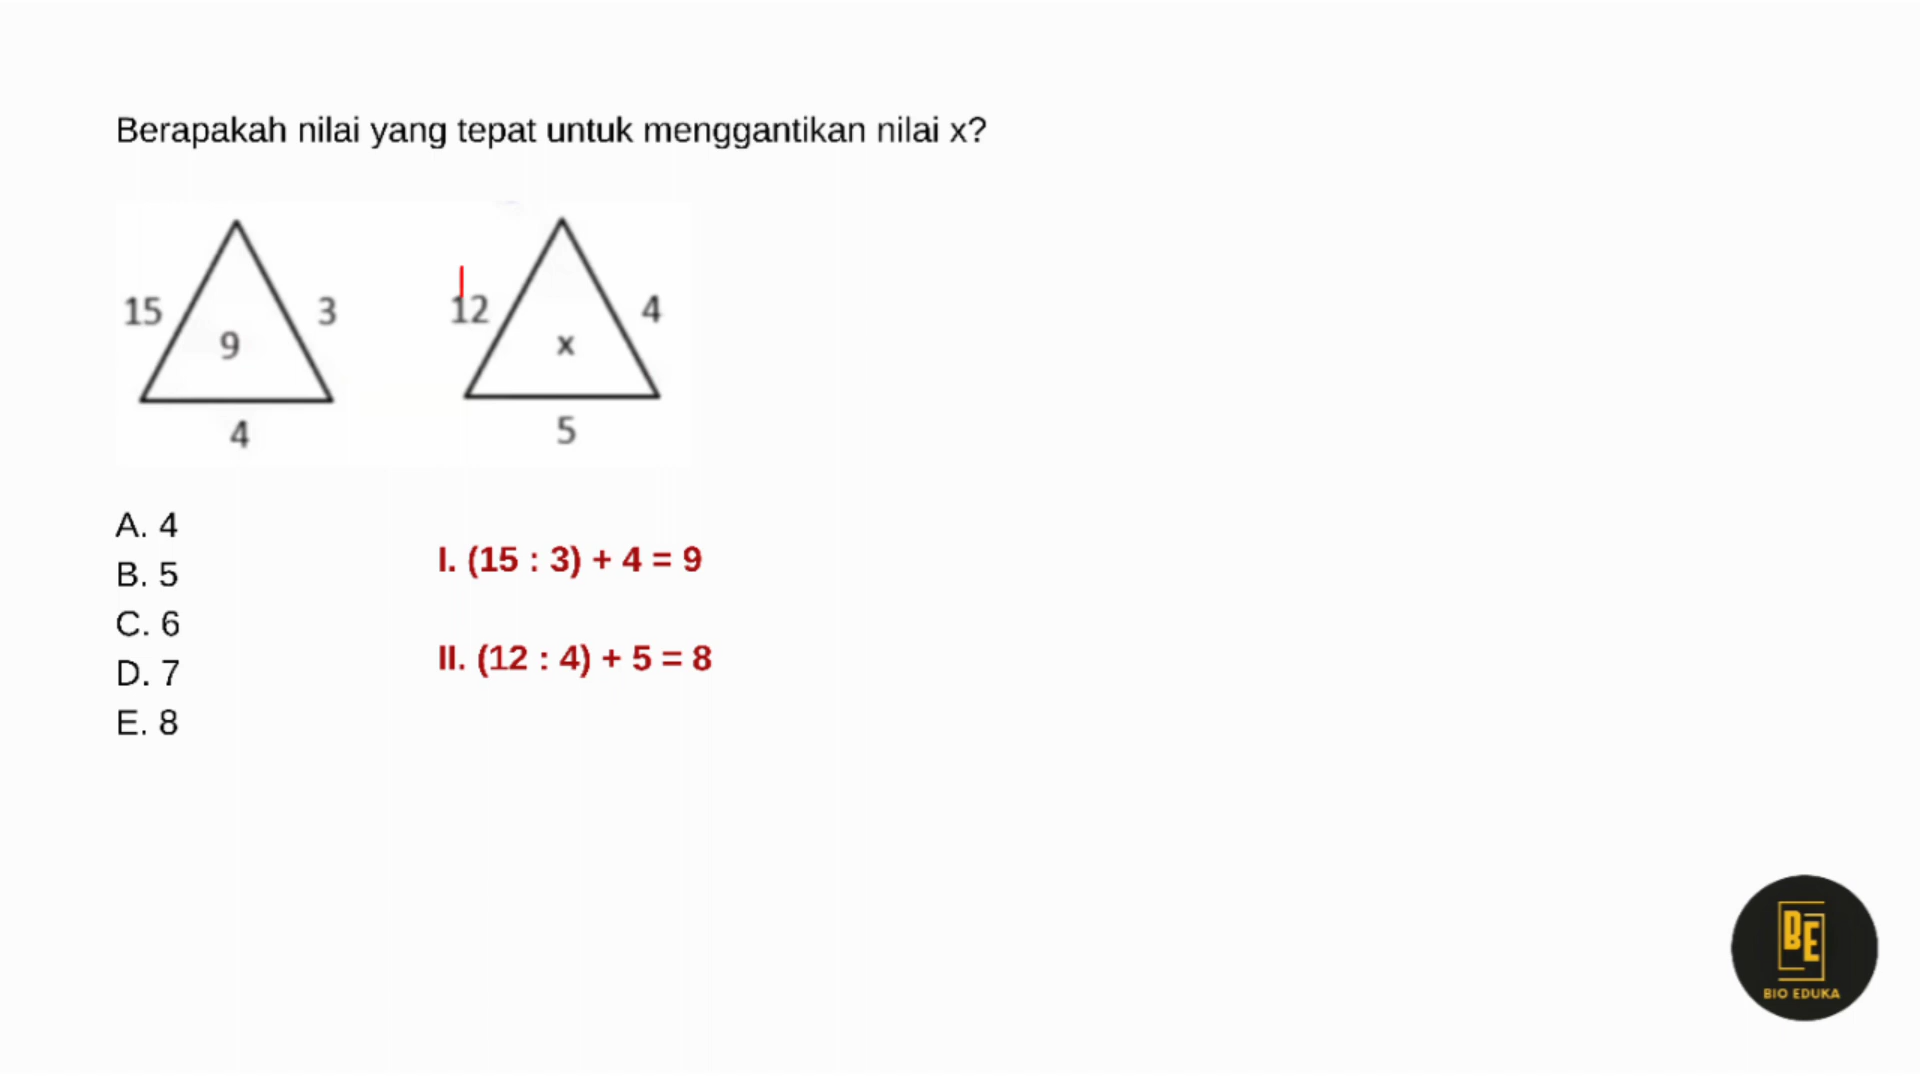 Berapakah nilai yang tepat untuk menggantikan nilai x?
15
3
9
4
12
4
x
5
A. 4
B. 5
C. 6
D. 7
E. 8
I. (15 : 3) + 4 = 9
II. (12 : 4) + 5 = 8
BE
BIO EDUKA